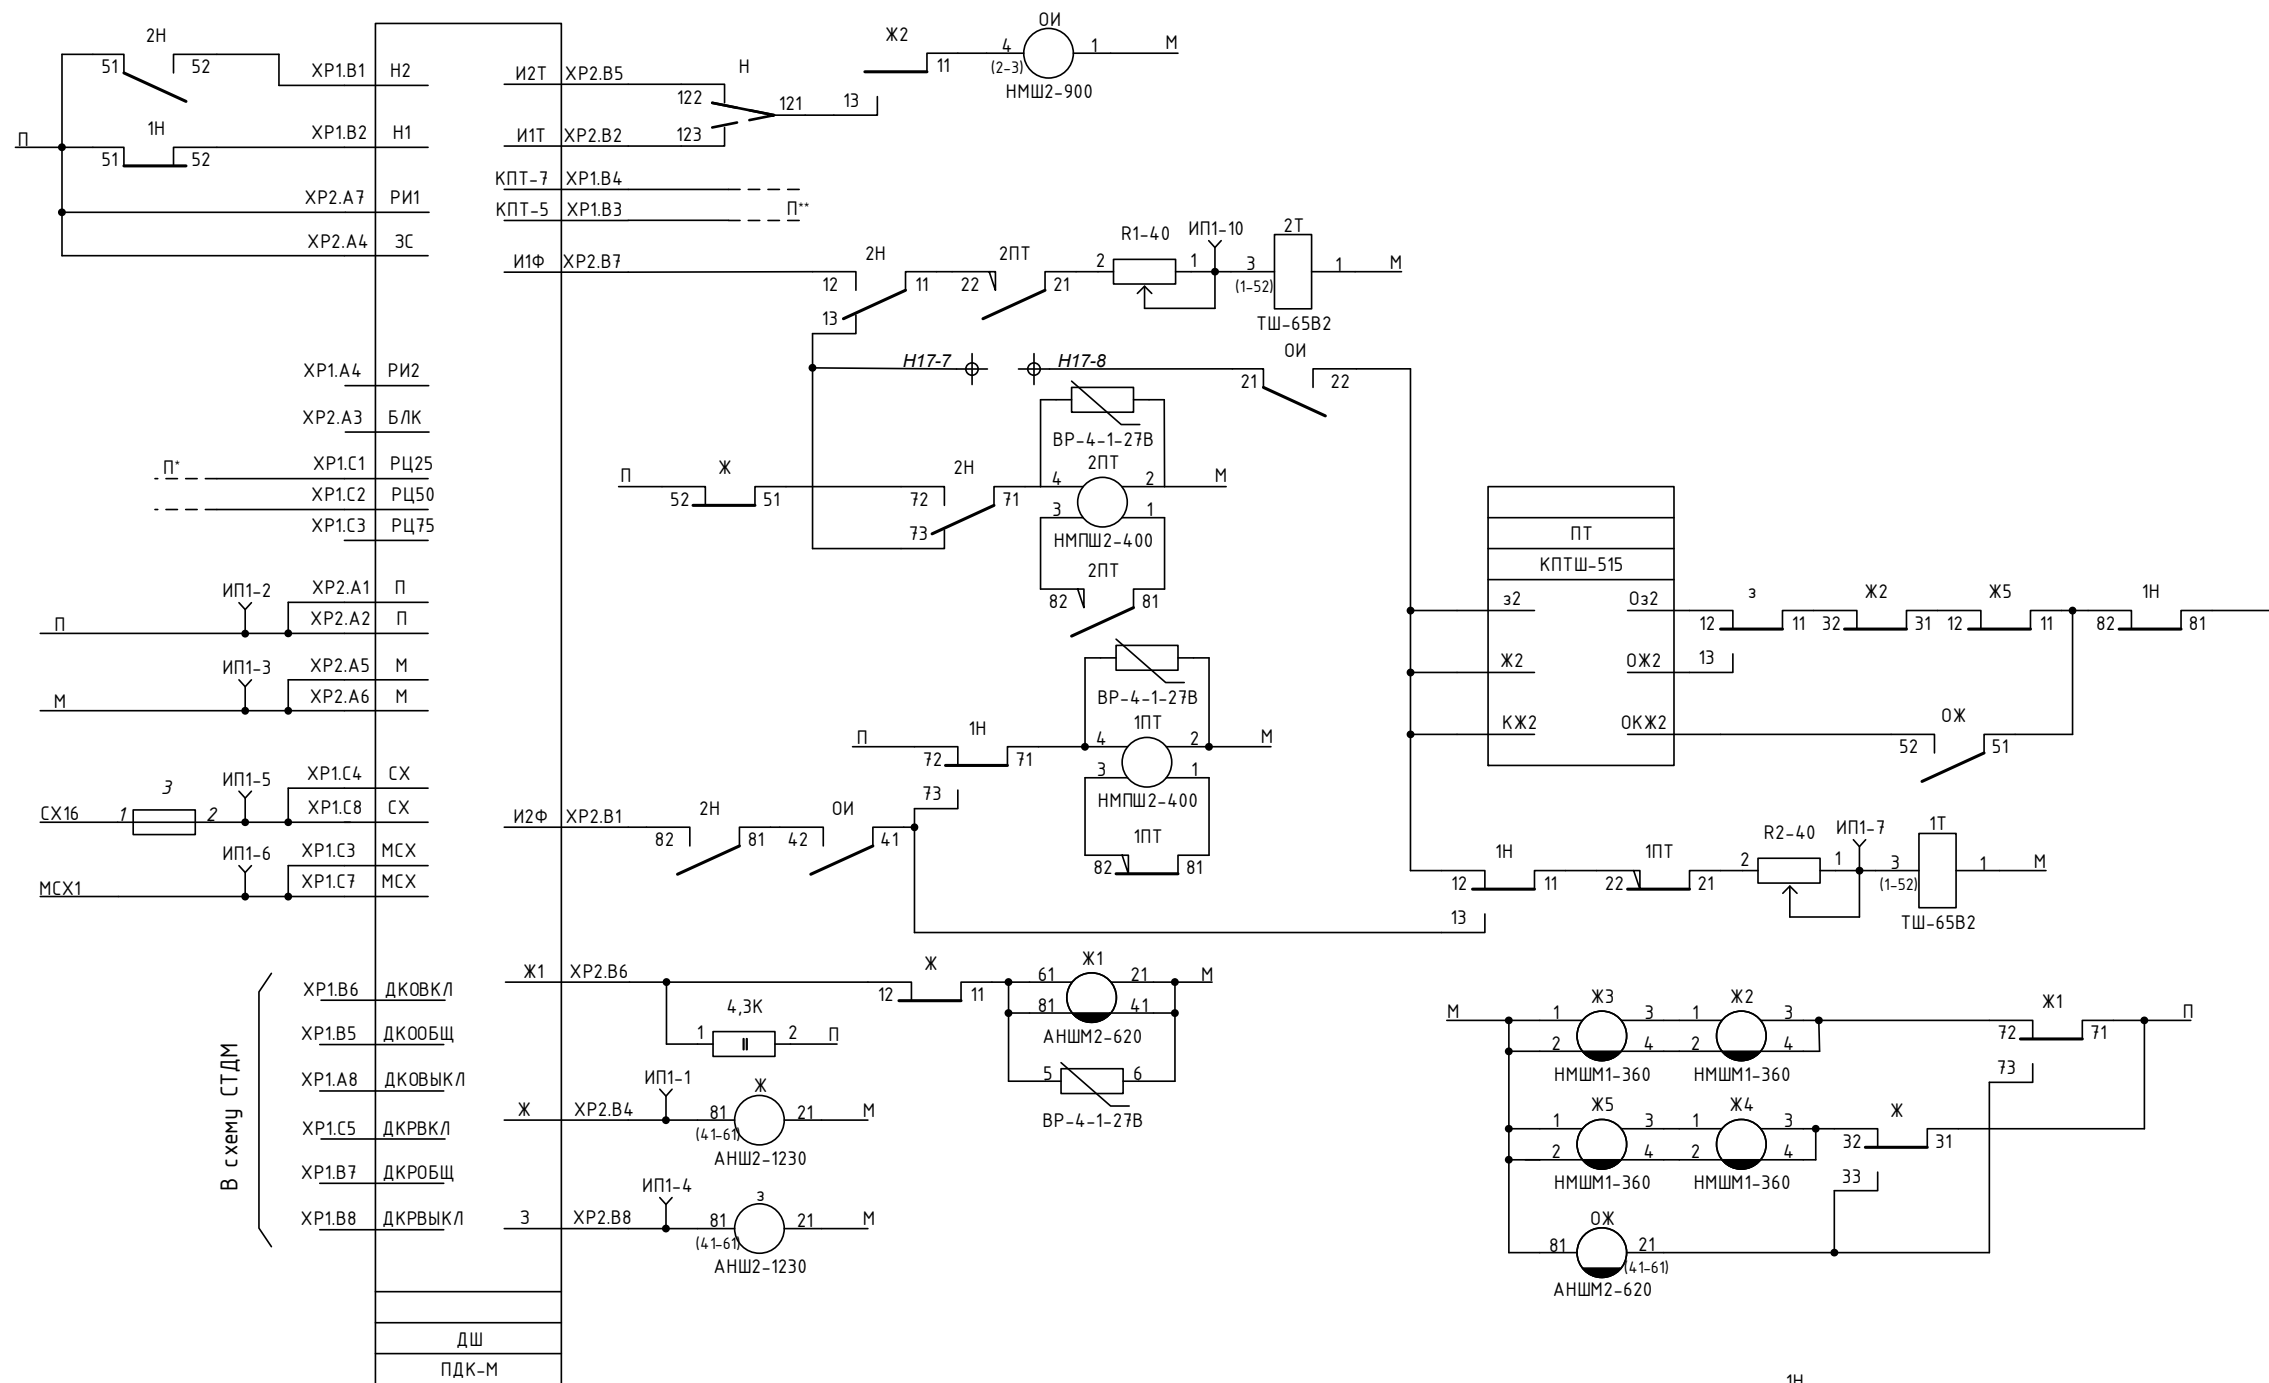 2Н
51 52 ХР1.В1 Н2
1Н
П 51 52 ХР1.В2 Н1
ХР2.А7 РИ1
ХР2.А4 ЗС
ХР1.А4 РИ2
ХР2.А3 БЛК
П* ХР1.С1 РЦ25
ХР1.С2 РЦ50
ХР1.С3 РЦ75
ИП1-2 ХР2.А1 П
П ХР2.А2 П
ИП1-3 ХР2.А5 М
М ХР2.А6 М
3 ИП1-5 ХР1.С4 СХ
СХ16 1 2 ХР1.С8 СХ
ИП1-6 ХР1.С3 МСХ
МСХ1 ХР1.С7 МСХ
В схему СТДМ
ХР1.В6 ДКОВКЛ
ХР1.В5 ДКООБЩ
ХР1.А8 ДКОВЫКЛ
ХР1.С5 ДКРВКЛ
ХР1.В7 ДКРОБЩ
ХР1.В8 ДКРВЫКЛ
ДШ
ПДК-М
И2Т ХР2.В5 Н
122 121 13
И1Т ХР2.В2 123
Ж2 ОИ
11 4 1 М
(2-3)
НМШ2-900
КПТ-7 ХР1.В4
КПТ-5 ХР1.В3 П**
И1Ф ХР2.В7 2Н 2ПТ R1-40 ИП1-10 2Т
12 11 22 21 2 1 3 1 М
(1-52)
13 ТШ-65В2
Н17-7 Н17-8 ОИ
21 22
ВР-4-1-27В
П Ж 2Н 2ПТ
52 51 72 71 4 2 М
73 3 1
НМПШ2-400
2ПТ
82 81
ВР-4-1-27В
П 1Н 1ПТ
72 71 4 2 М
73 3 1
НМПШ2-400
1ПТ
82 81
И2Ф ХР2.В1 2Н ОИ
82 81 42 41
ПТ
КПТШ-515
з2 Оз2 з Ж2 Ж5 1Н
12 11 32 31 12 11 82 81
Ж2 ОЖ2 13
КЖ2 ОКЖ2 ОЖ
52 51
1Н 1ПТ R2-40 ИП1-7 1Т
12 11 22 21 2 1 3 1 М
(1-52)
13 ТШ-65В2
Ж1 ХР2.В6 Ж Ж1
12 11 61 21 М
81 41
4,3К
1 2 П
АНШМ2-620
5 6
ВР-4-1-27В
ИП1-1 Ж
Ж ХР2.В4 81 21 М
(41-61)
АНШ2-1230
ИП1-4 з
З ХР2.В8 81 21 М
(41-61)
АНШ2-1230
Ж3 Ж2 Ж1
М 1 3 1 3 72 71 П
2 4 2 4
НМШМ1-360 НМШМ1-360 73
Ж5 Ж4 Ж
1 3 1 3 32 31
2 4 2 4
НМШМ1-360 НМШМ1-360 33
ОЖ
81 21
(41-61)
АНШМ2-620
1Н